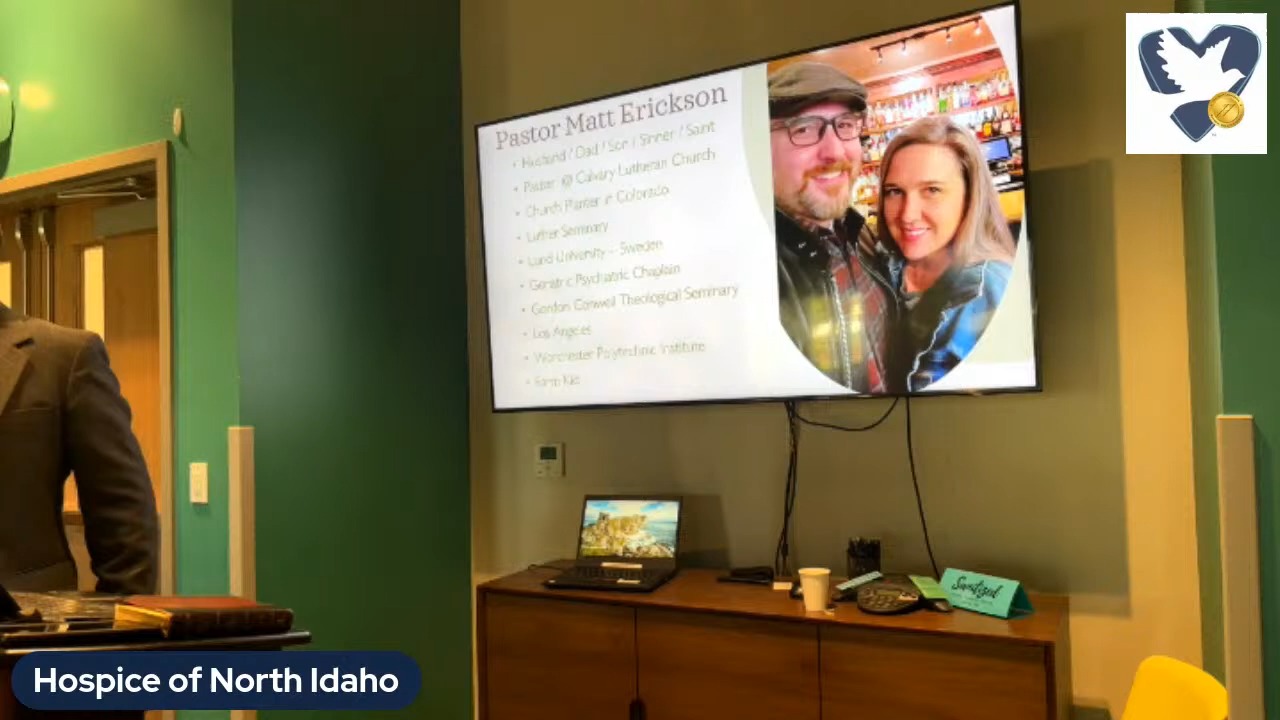 Pastor Matt Erickson
• Husband / Dad / Son / Sinner / Saint
• Pastor @ Calvary Lutheran Church
• Church Planter in Colorado
• Luther Seminary
• Lund University - Sweden
• Geriatric Psychiatric Chaplain
• Gordon Conwell Theological Seminary
• Los Angeles
• Worchester Polytechnic Institute
• Farm Kid
Sanitized
Hospice of North Idaho